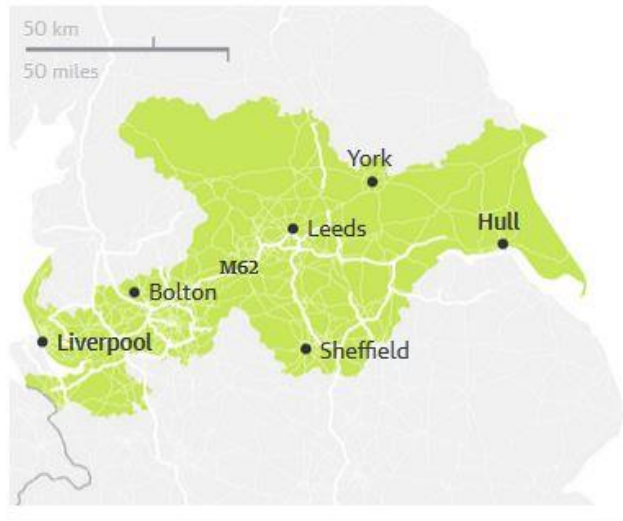 50 km
50 miles
York
Leeds
Hull
M62
Bolton
Liverpool
Sheffield